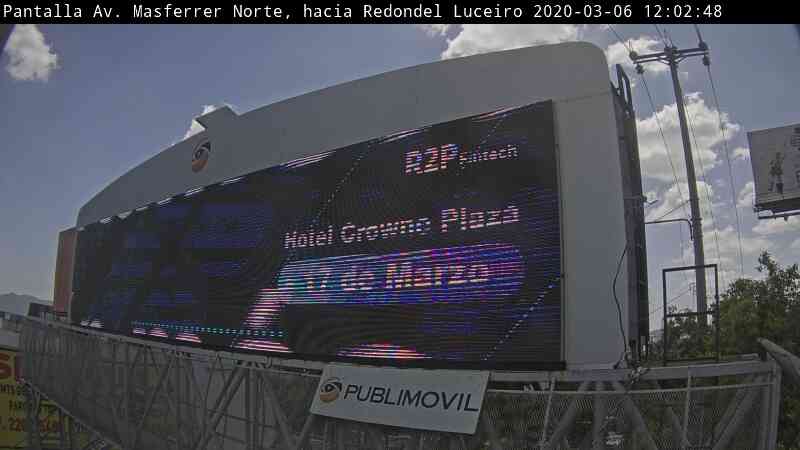 Pantalla Av. Masferrer Norte, hacia Redondel Luceiro 2020-03-06 12:02:48
R2P Fintech
Hotel Crowne Plaza
17 de Marzo
PUBLIMOVIL